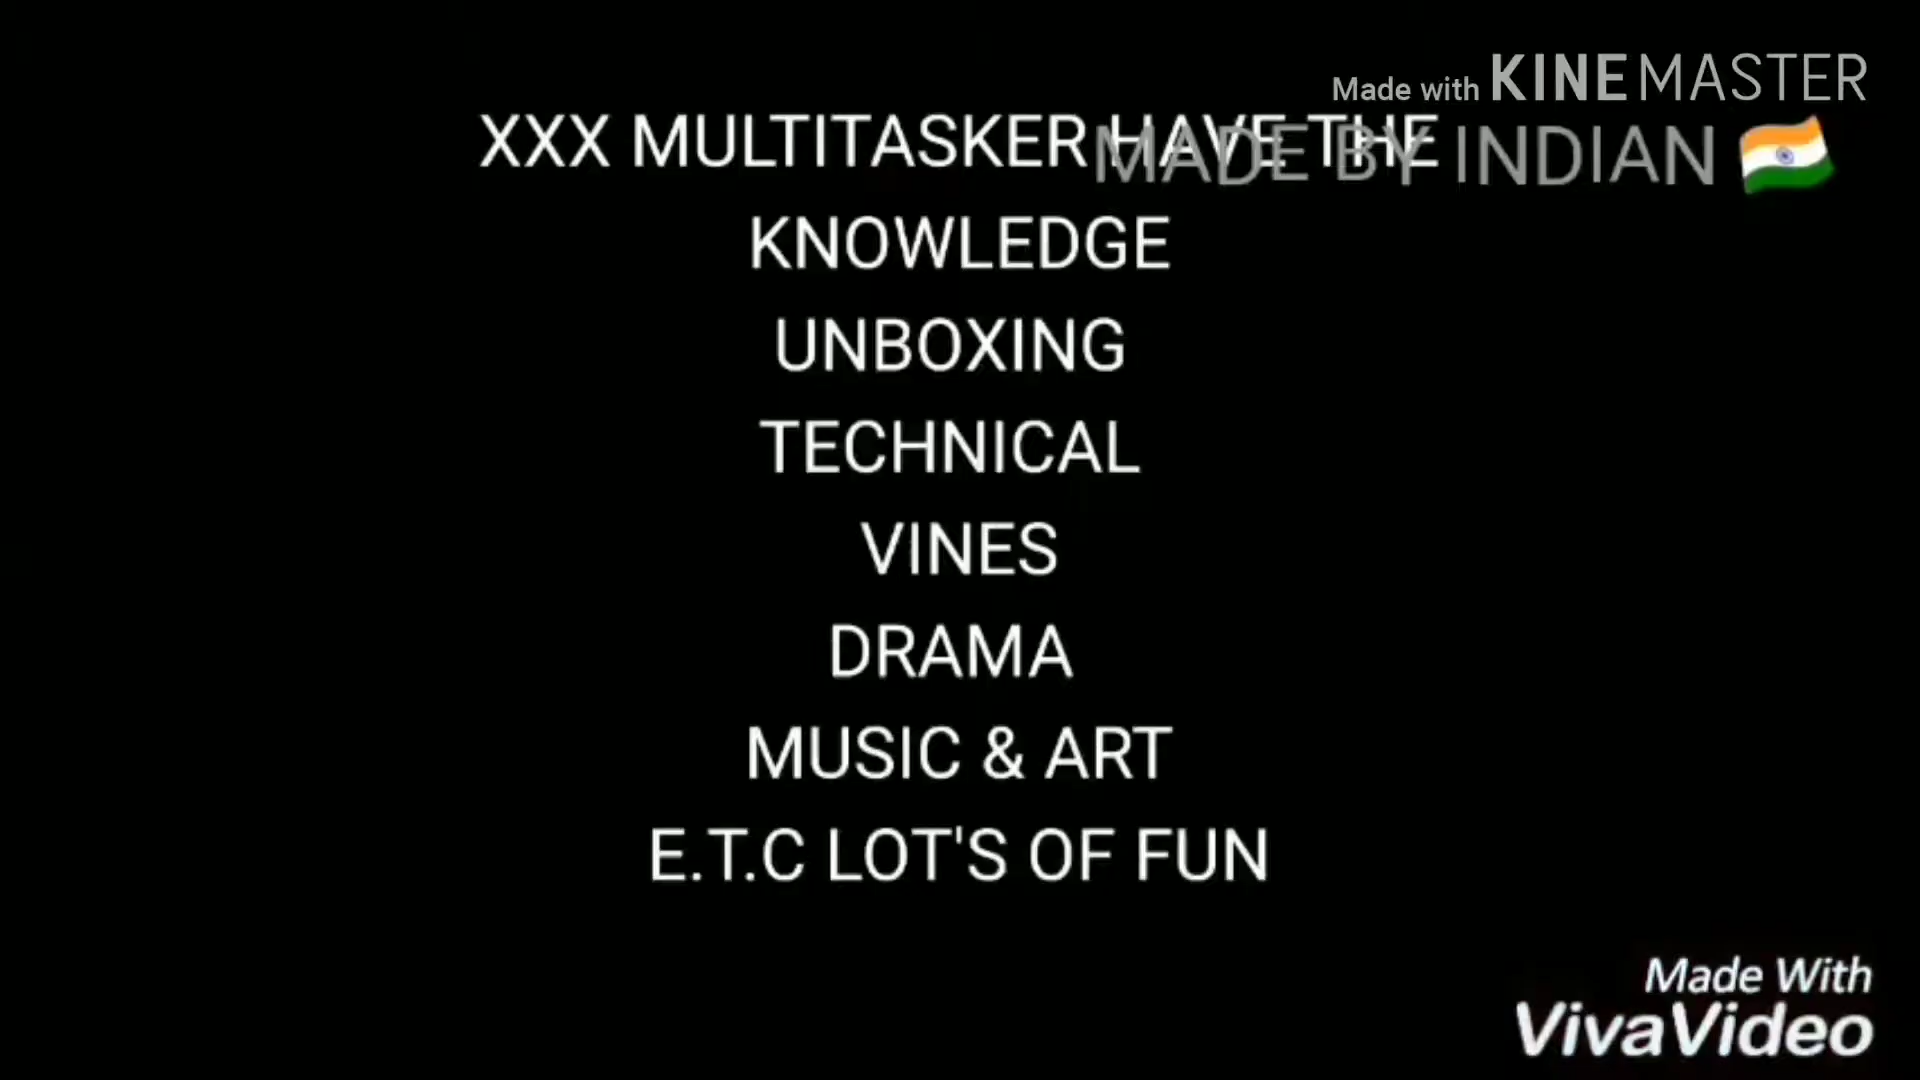 Made with KINEMASTER
XXX MULTITASKER HAVE THE
MADE BY INDIAN 🇮🇳
KNOWLEDGE
UNBOXING
TECHNICAL
VINES
DRAMA
MUSIC & ART
E.T.C LOT'S OF FUN
Made With
VivaVideo